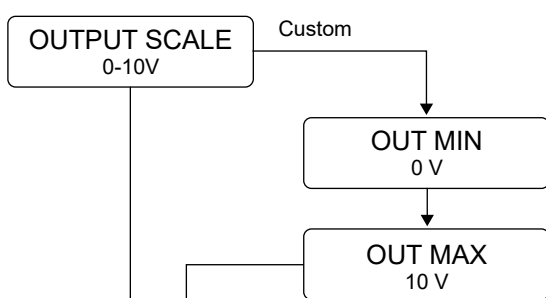 OUTPUT SCALE
0-10V
Custom
OUT MIN
0 V
OUT MAX
10 V